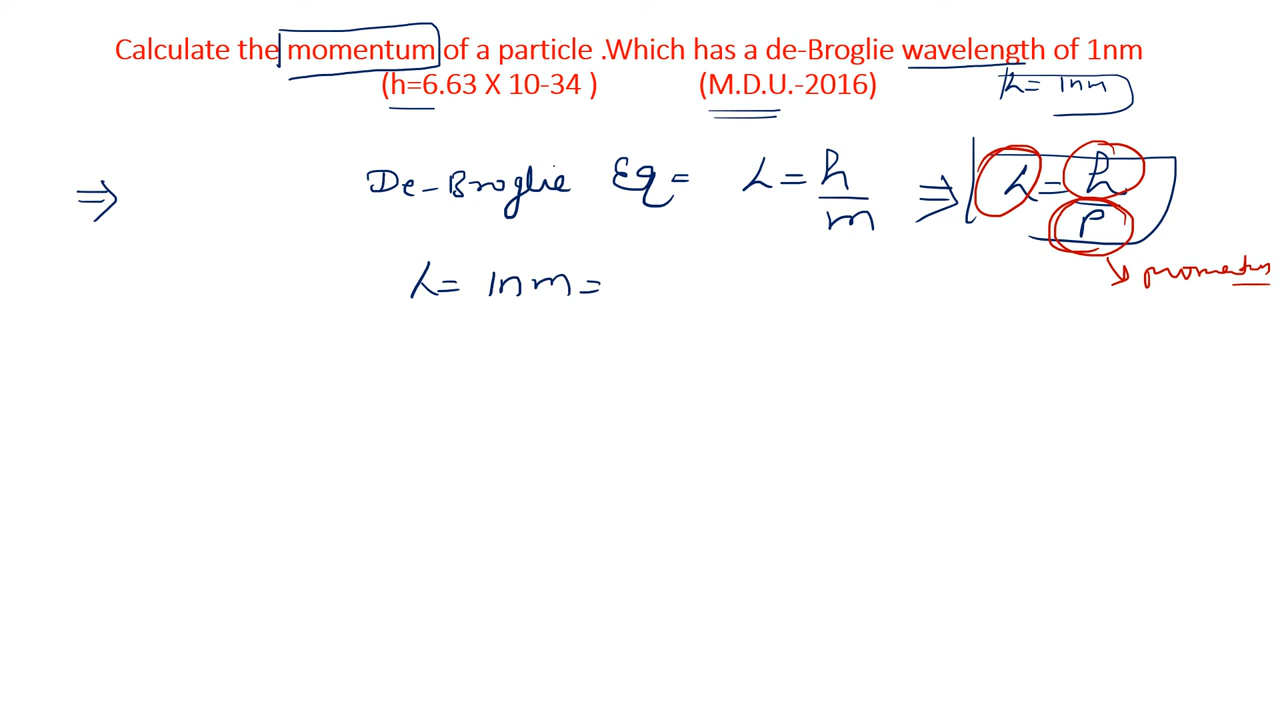 Calculate the momentum of a particle .Which has a de-Broglie wavelength of 1nm
(h=6.63 X 10-34 ) (M.D.U.-2016)
λ= 1nm
⇒ De-Broglie Eq= λ = h/m ⇒ λ = h/P
→ momentum
λ= 1nm=